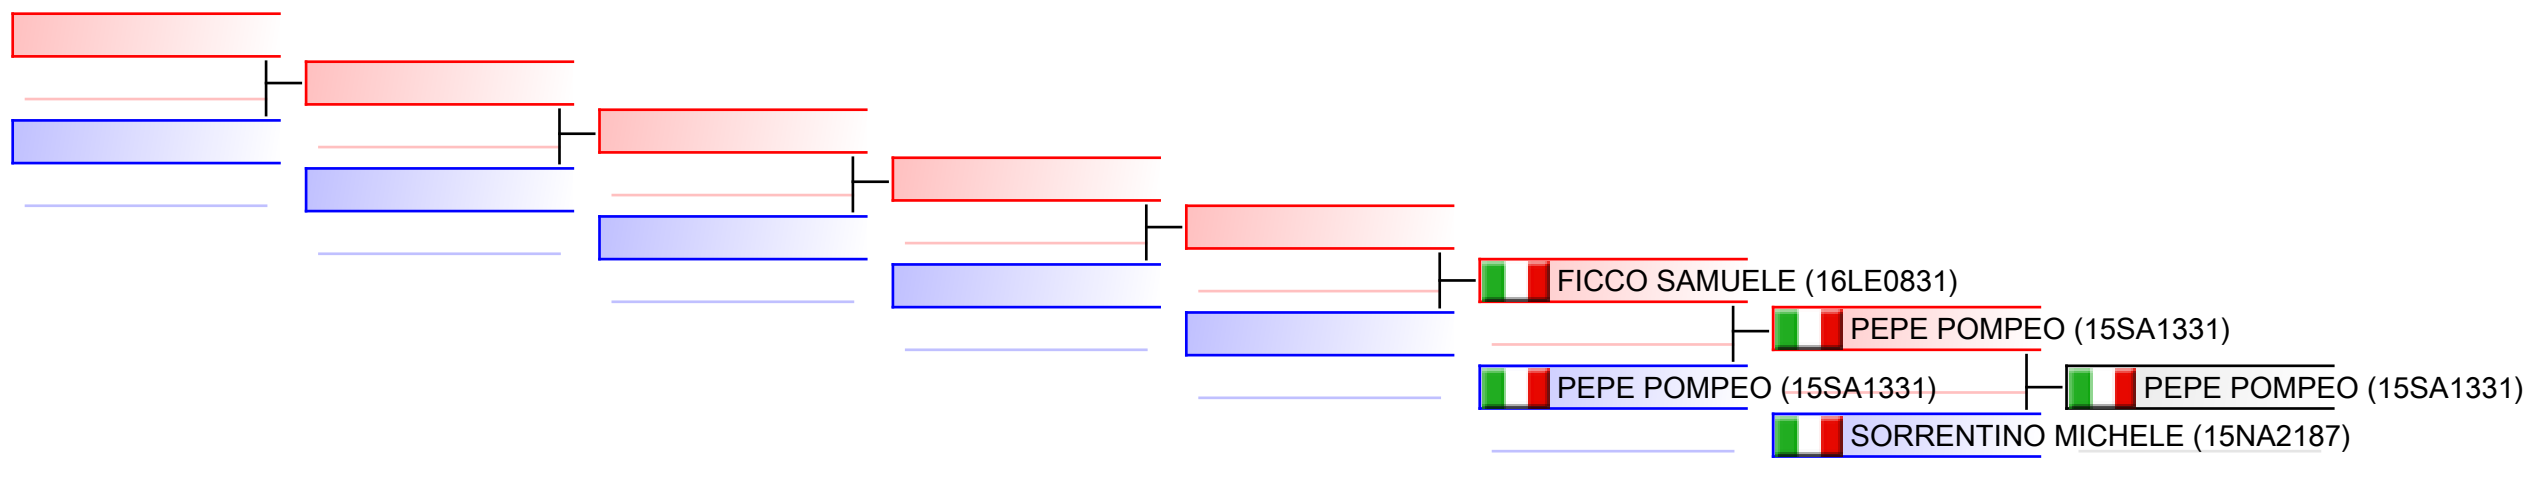 FICCO SAMUELE (16LE0831)
PEPE POMPEO (15SA1331)
PEPE POMPEO (15SA1331)
PEPE POMPEO (15SA1331)
SORRENTINO MICHELE (15NA2187)